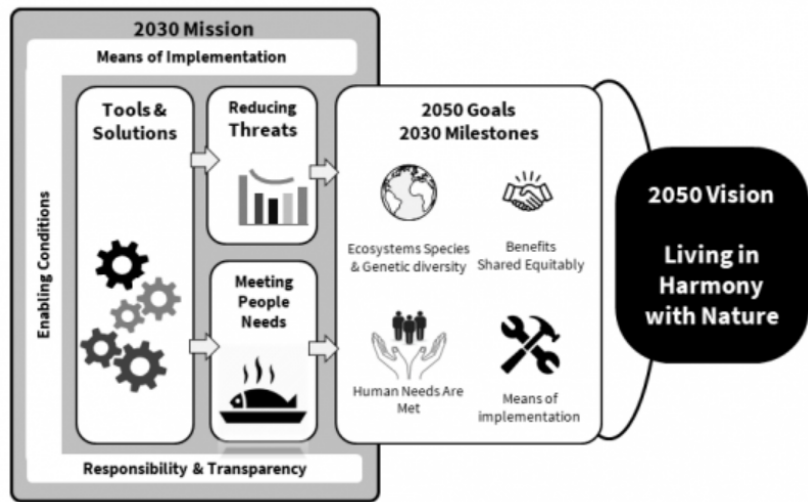 2030 Mission
Means of Implementation
Enabling Conditions
Tools &
Solutions
Reducing
Threats
Meeting
People
Needs
Responsibility & Transparency
2050 Goals
2030 Milestones
Ecosystems Species
& Genetic diversity
Benefits
Shared Equitably
Human Needs Are
Met
Means of
implementation
2050 Vision
Living in
Harmony
with Nature